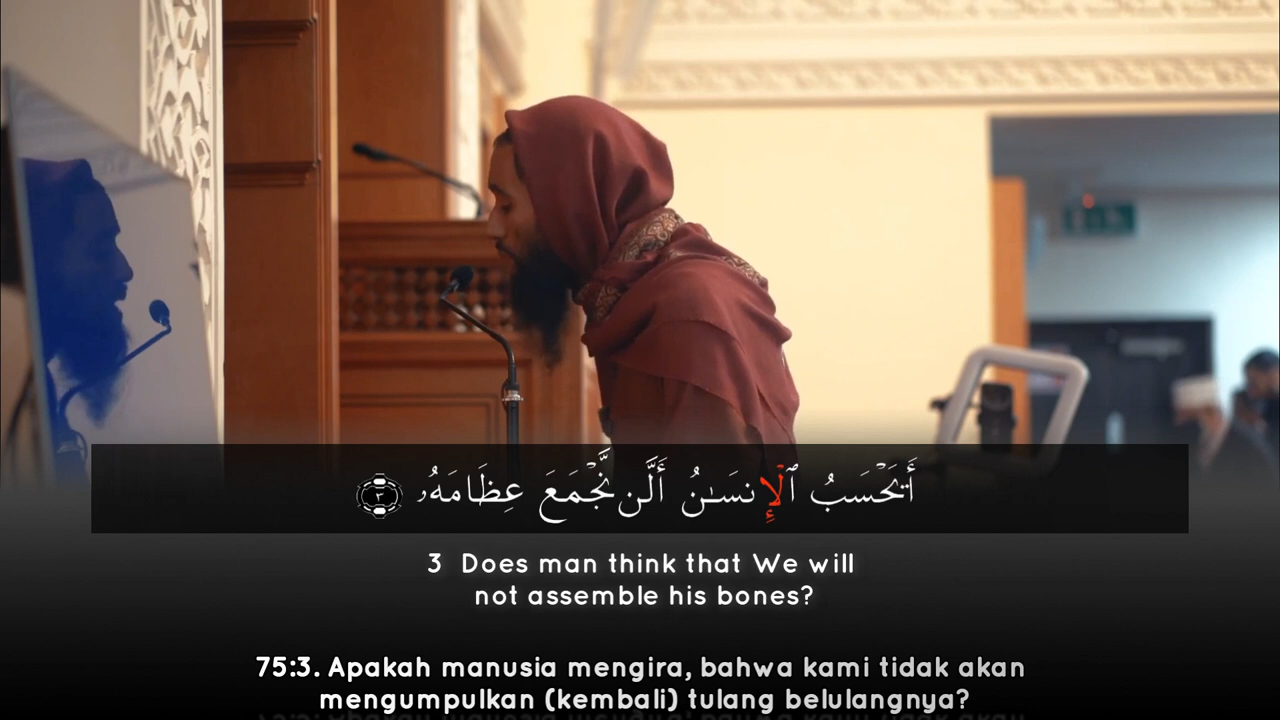 أَيَحْسَبُ ٱلْإِنسَـٰنُ أَلَّن نَّجْمَعَ عِظَامَهُۥ ٣
3 Does man think that We will
not assemble his bones?
75:3. Apakah manusia mengira, bahwa kami tidak akan
mengumpulkan (kembali) tulang belulangnya?